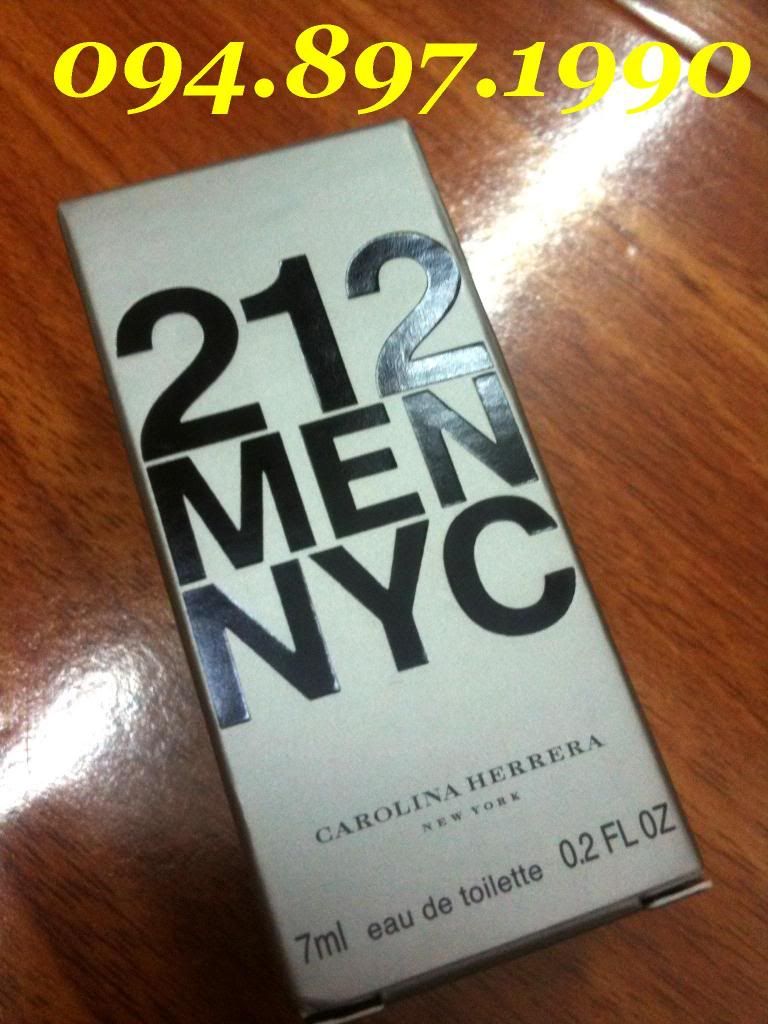 094.897.1990
212
MEN
NYC
CAROLINA HERRERA
NEW YORK
7ml eau de toilette 0.2 FL OZ